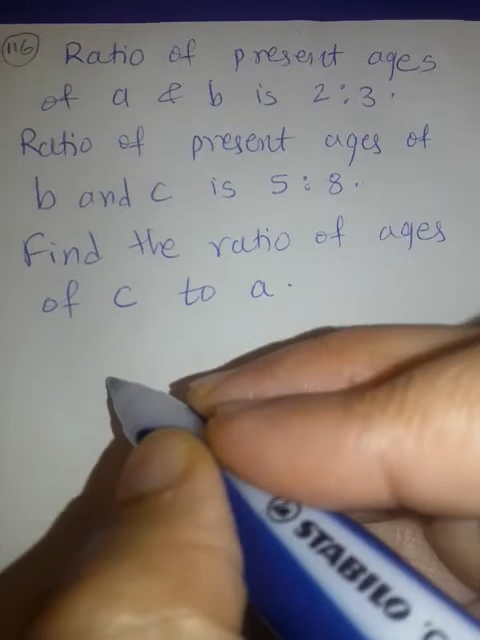 116 Ratio of present ages
of a & b is 2:3.
Ratio of present ages of
b and c is 5:8.
Find the ratio of ages
of c to a.
STABILO 'c